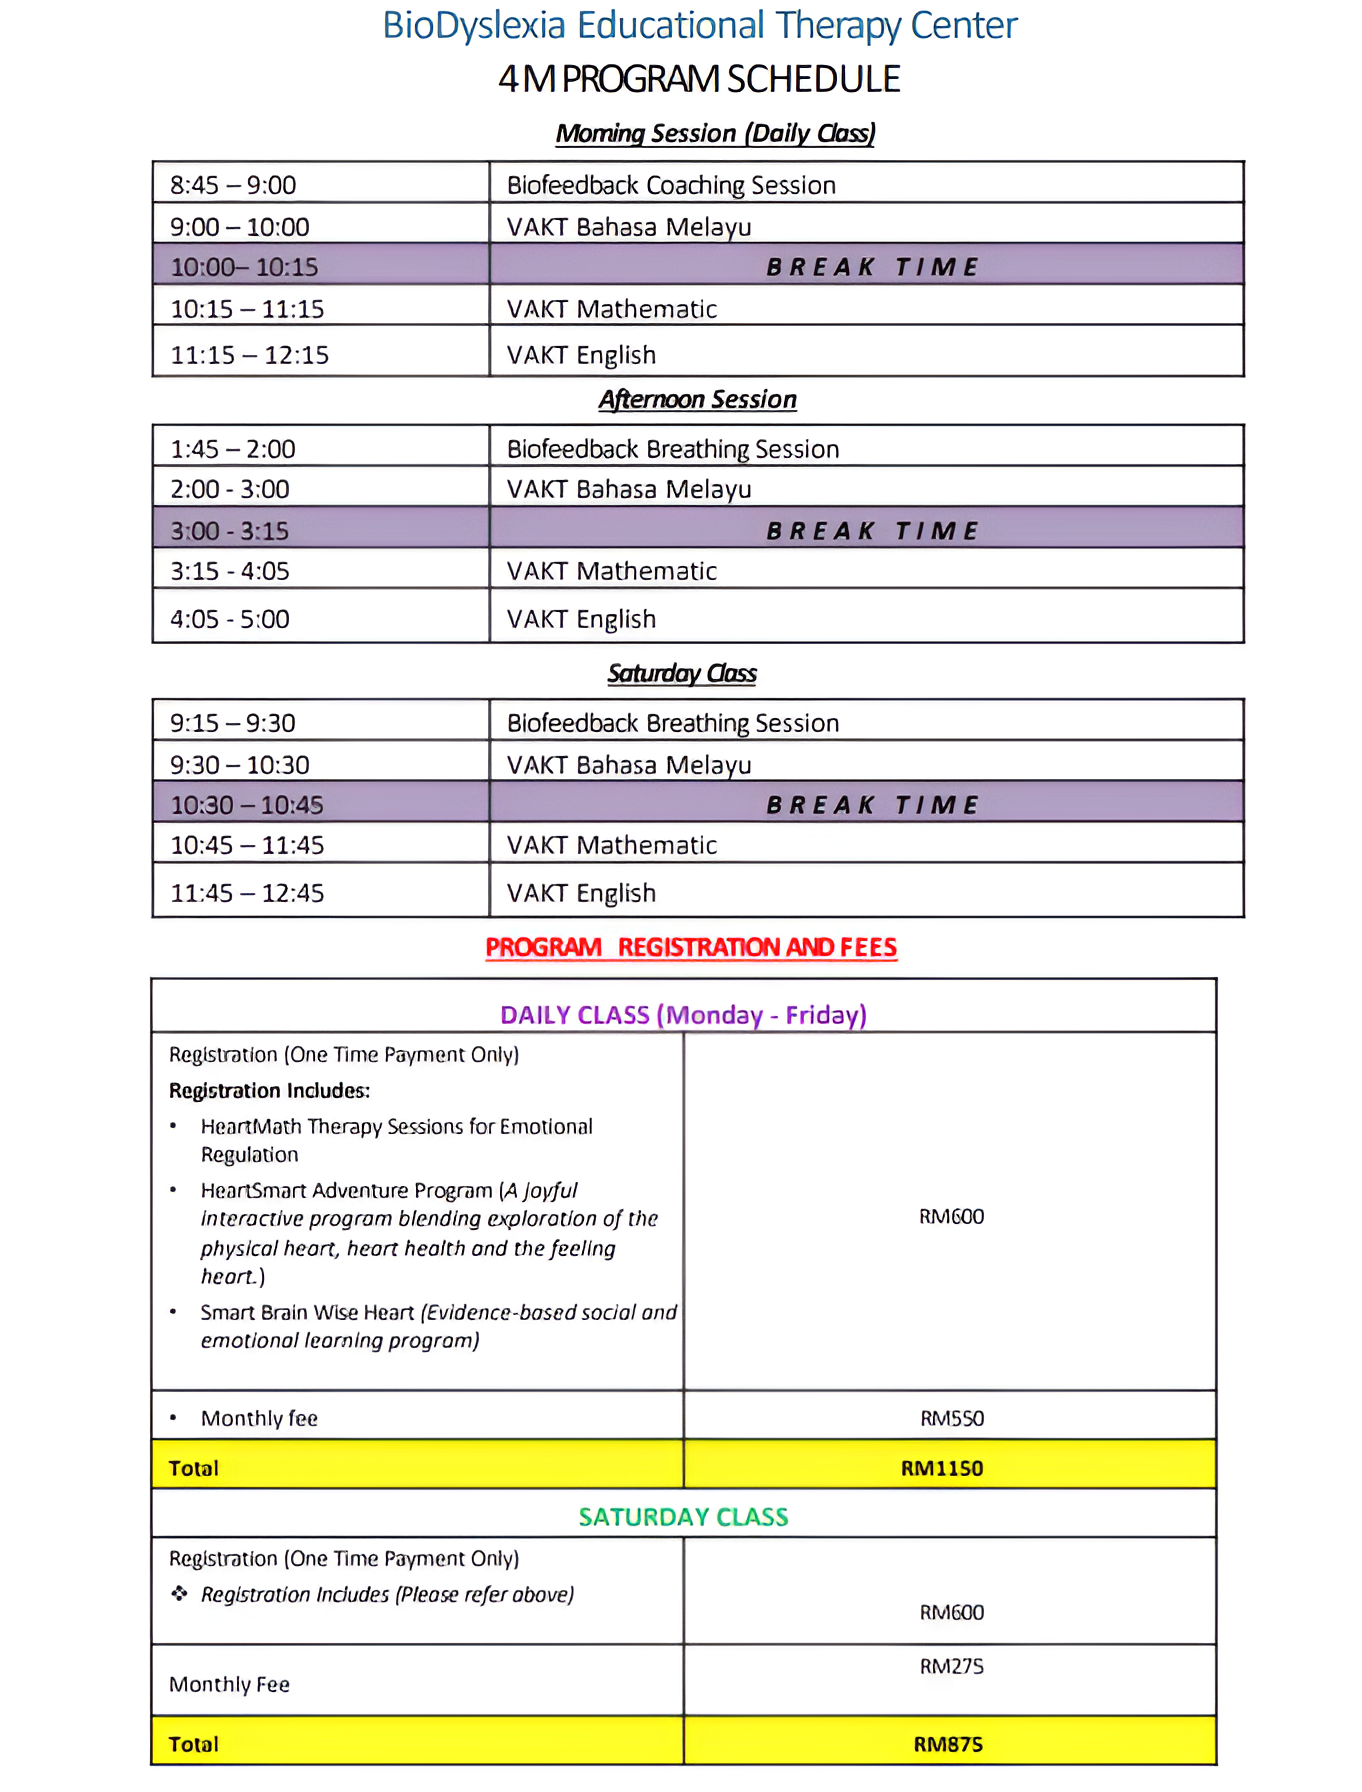 BioDyslexia Educational Therapy Center
4 M PROGRAM SCHEDULE
Morning Session (Daily Class)
8:45 – 9:00 Biofeedback Coaching Session
9:00 – 10:00 VAKT Bahasa Melayu
10:00– 10:15 BREAK TIME
10:15 – 11:15 VAKT Mathematic
11:15 – 12:15 VAKT English
Afternoon Session
1:45 – 2:00 Biofeedback Breathing Session
2:00 - 3:00 VAKT Bahasa Melayu
3:00 - 3:15 BREAK TIME
3:15 - 4:05 VAKT Mathematic
4:05 - 5:00 VAKT English
Saturday Class
9:15 – 9:30 Biofeedback Breathing Session
9:30 – 10:30 VAKT Bahasa Melayu
10:30 – 10:45 BREAK TIME
10:45 – 11:45 VAKT Mathematic
11:45 – 12:45 VAKT English
PROGRAM REGISTRATION AND FEES
DAILY CLASS (Monday - Friday)
Registration (One Time Payment Only)
Registration Includes:
• HeartMath Therapy Sessions for Emotional
Regulation
• HeartSmart Adventure Program (A joyful
interactive program blending exploration of the
physical heart, heart health and the feeling
heart.)
• Smart Brain Wise Heart (Evidence-based social and
emotional learning program)
RM600
• Monthly fee RM550
Total RM1150
SATURDAY CLASS
Registration (One Time Payment Only)
❖ Registration Includes (Please refer above)
RM600
Monthly Fee RM275
Total RM875